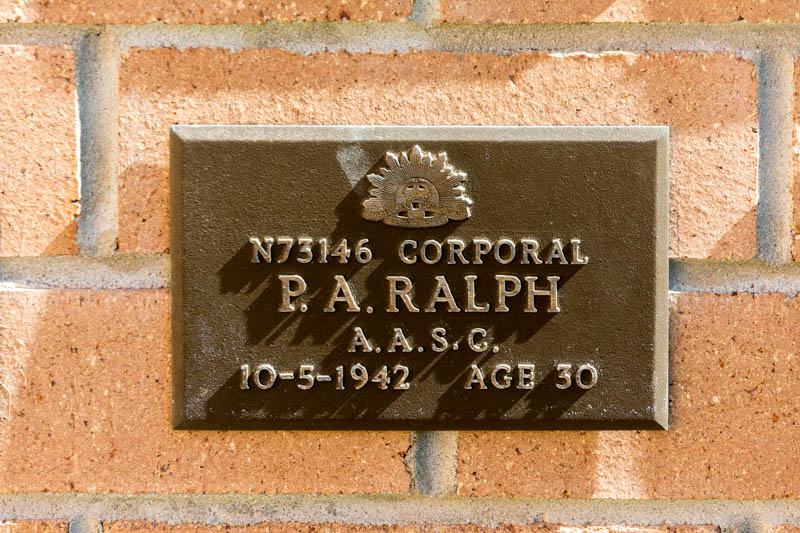 N73146 CORPORAL
P. A. RALPH
A. A. S. C.
10-5-1942 AGE 30